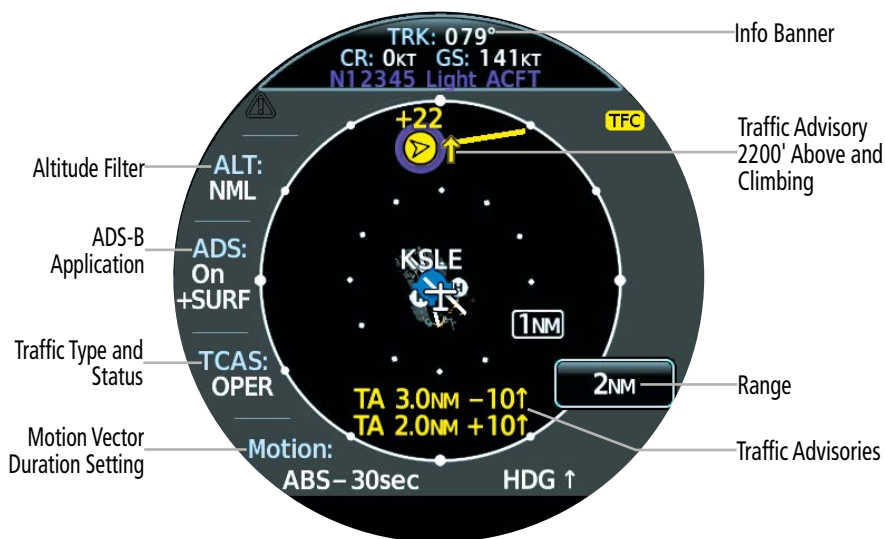 TRK: 079°
CR: 0KT GS: 141KT
N12345 Light ACFT
Info Banner
+22
TFC
Traffic Advisory
2200' Above and
Climbing
Altitude Filter
ALT:
NML
ADS-B
Application
ADS:
On
+SURF
KSLE
H
1NM
Traffic Type and
Status
TCAS:
OPER
2NM
Range
TA 3.0NM −10↑
TA 2.0NM +10↑
Traffic Advisories
Motion Vector
Duration Setting
Motion:
ABS−30sec
HDG ↑